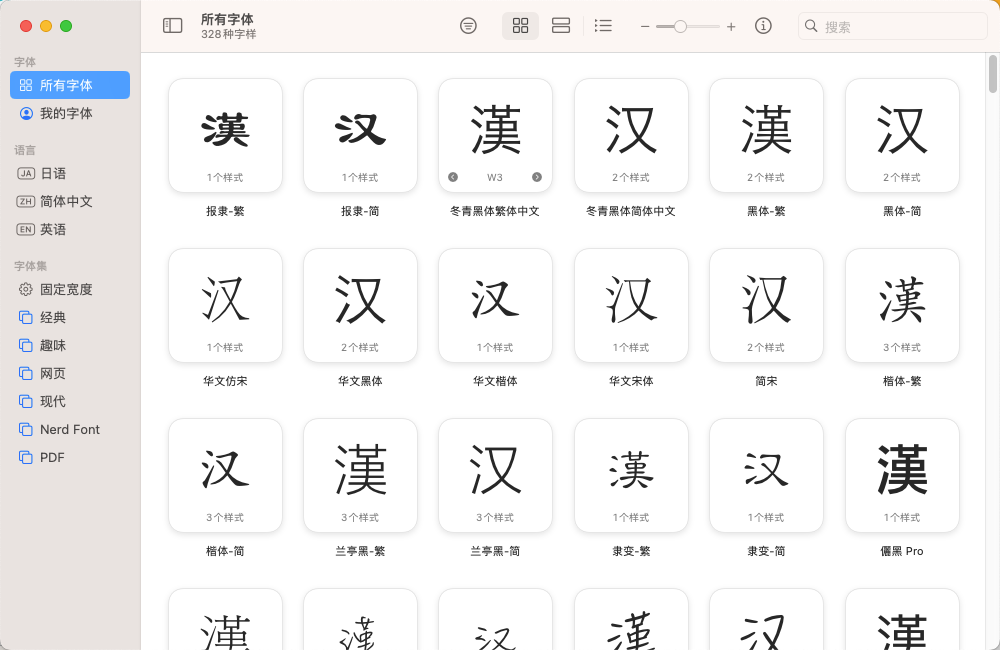 所有字体
328种字样
搜索
字体
所有字体
我的字体
语言
JA 日语
ZH 简体中文
EN 英语
字体集
固定宽度
经典
趣味
网页
现代
Nerd Font
PDF
漢 汉 漢 汉 漢 汉
1个样式 1个样式 W3 2个样式 2个样式 2个样式
报隶-繁 报隶-简 冬青黑体繁体中文 冬青黑体简体中文 黑体-繁 黑体-简
汉 汉 汉 汉 汉 漢
1个样式 2个样式 1个样式 1个样式 2个样式 3个样式
华文仿宋 华文黑体 华文楷体 华文宋体 简宋 楷体-繁
汉 漢 汉 漢 汉 漢
3个样式 3个样式 3个样式 1个样式 1个样式 1个样式
楷体-简 兰亭黑-繁 兰亭黑-简 隶变-繁 隶变-简 儷黑 Pro
漢 漢 汉 漢 汉 漢